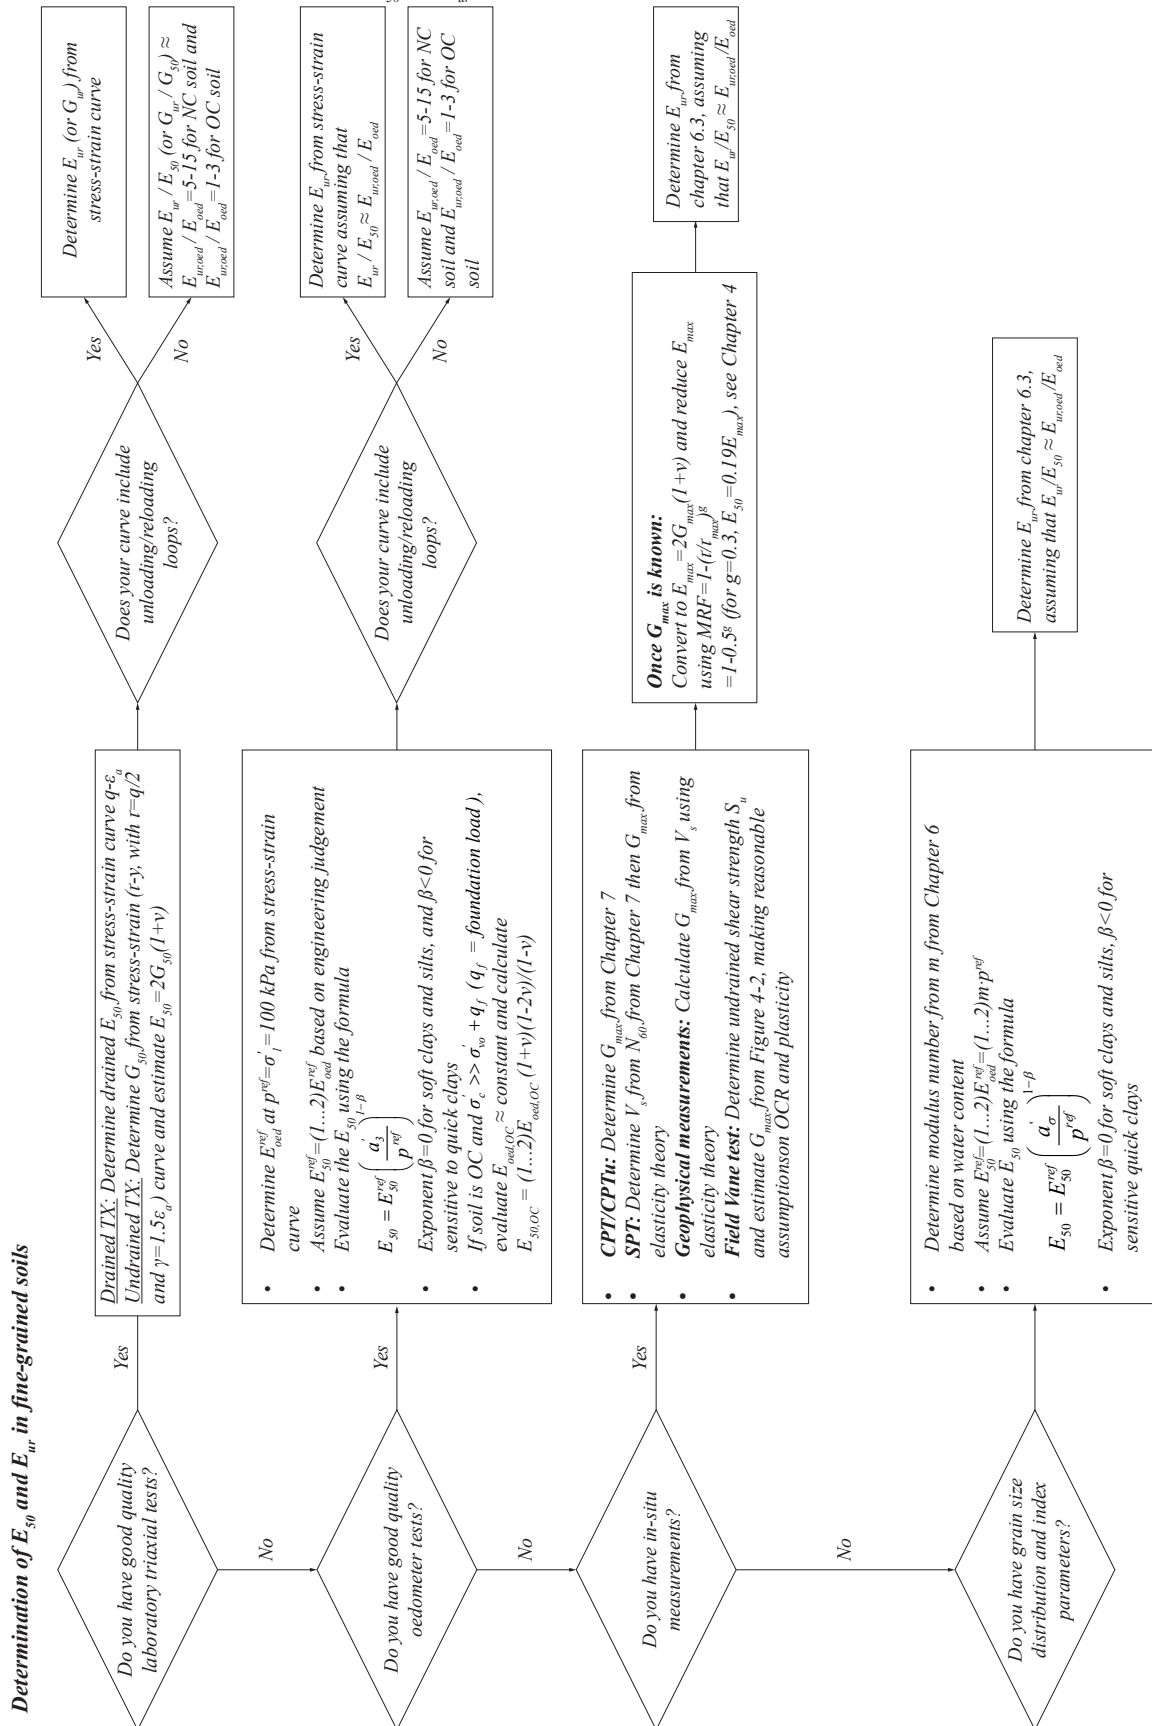 Determination of E50 and Eur in fine-grained soils
Do you have good quality
laboratory triaxial tests?
Yes
Drained TX: Determine drained E50 from stress-strain curve q-εa
Undrained TX: Determine G50 from stress-strain (τ-y, with τ=q/2
and γ=1.5εa) curve and estimate E50=2G50(1+ν)
Does your curve include
unloading/reloading
loops?
Yes
Determine Eur (or Gur) from
stress-strain curve
No
Assume Eur / E50 (or Gur / G50) ≈
Eur,oed / Eoed=5-15 for NC soil and
Eur,oed / Eoed=1-3 for OC soil
No
Do you have good quality
oedometer tests?
Yes
• Determine E^ref_oed at p^ref=σ'1=100 kPa from stress-strain
curve
• Assume E^ref_50=(1...2)E^ref_oed based on engineering judgement
• Evaluate the E50 using the formula
E50 = E^ref_50 (a'3 / p^ref)^1−β
• Exponent β=0 for soft clays and silts, and β<0 for
sensitive to quick clays
• If soil is OC and σ'c >> σ'vo + qf (qf = foundation load ),
evaluate Eoed,OC ≈ constant and calculate
E50,OC = (1...2)Eoed,OC (1+ν)(1-2ν)/(1-ν)
Does your curve include
unloading/reloading
loops?
Yes
Determine Eur from stress-strain
curve assuming that
Eur / E50 ≈ Eur,oed / Eoed
No
Assume Eur,oed / Eoed=5-15 for NC
soil and Eur,oed / Eoed=1-3 for OC
soil
No
Do you have in-situ
measurements?
Yes
• CPT/CPTu: Determine Gmax from Chapter 7
• SPT: Determine Vs from N60 from Chapter 7 then Gmax from
elasticity theory
• Geophysical measurements: Calculate Gmax from Vs using
elasticity theory
• Field Vane test: Determine undrained shear strength Su
and estimate Gmax from Figure 4-2, making reasonable
assumptionson OCR and plasticity
Once Gmax is known:
Convert to Emax=2Gmax(1+ν) and reduce Emax
using MRF=1-(τ/τmax)^g
=1-0.5^g (for g=0.3, E50=0.19Emax), see Chapter 4
Determine Eur from
chapter 6.3, assuming
that Eur/E50 ≈ Eur,oed/Eoed
No
Do you have grain size
distribution and index
parameters?
• Determine modulus number from m from Chapter 6
based on water content
• Assume E^ref_50=(1...2)E^ref_oed=(1...2)m·p^ref
• Evaluate E50 using the formula
E50 = E^ref_50 (a'σ / p^ref)^1−β
• Exponent β=0 for soft clays and silts, β<0 for
sensitive quick clays
Determine Eur from chapter 6.3,
assuming that Eur/E50 ≈ Eur,oed/Eoed